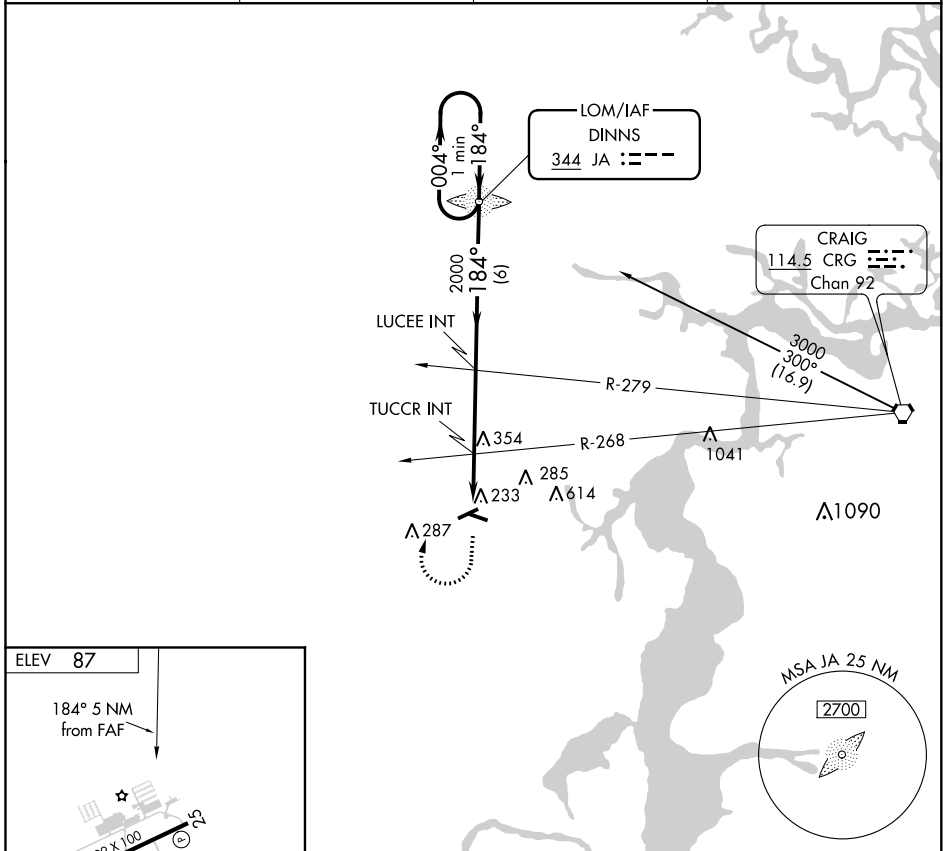 LOM/IAF
DINNS
344 JA
004°
1 min
184°
CRAIG
114.5 CRG
Chan 92
2000
184°
(6)
LUCEE INT
3000
300°
(16.9)
R-279
TUCCR INT
354
R-268
1041
285
233
614
1090
287
ELEV 87
184° 5 NM
from FAF
MSA JA 25 NM
2700
25
P
X 100